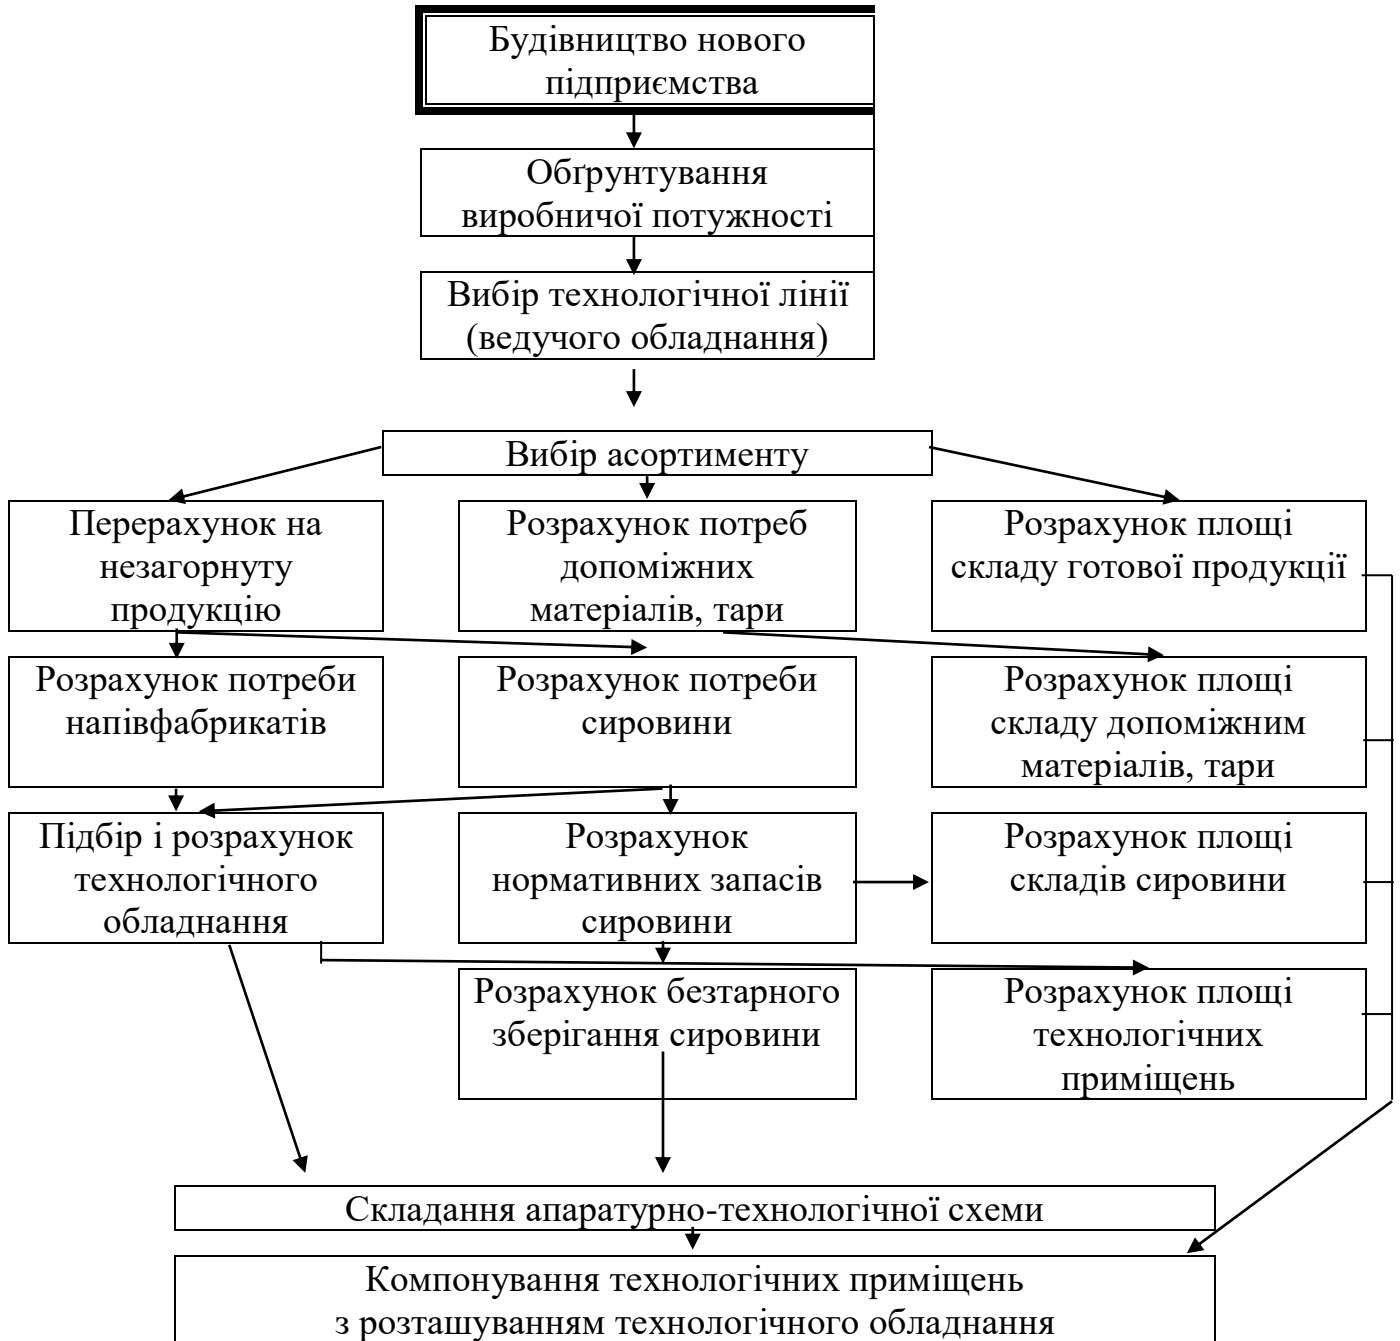 Будівництво нового
підприємства
Обґрунтування
виробничої потужності
Вибір технологічної лінії
(ведучого обладнання)
Вибір асортименту
Перерахунок на
незагорнуту
продукцію
Розрахунок потреб
допоміжних
матеріалів, тари
Розрахунок площі
складу готової продукції
Розрахунок потреби
напівфабрикатів
Розрахунок потреби
сировини
Розрахунок площі
складу допоміжним
матеріалів, тари
Підбір і розрахунок
технологічного
обладнання
Розрахунок
нормативних запасів
сировини
Розрахунок площі
складів сировини
Розрахунок безтарного
зберігання сировини
Розрахунок площі
технологічних
приміщень
Складання апаратурно-технологічної схеми
Компонування технологічних приміщень
з розташуванням технологічного обладнання